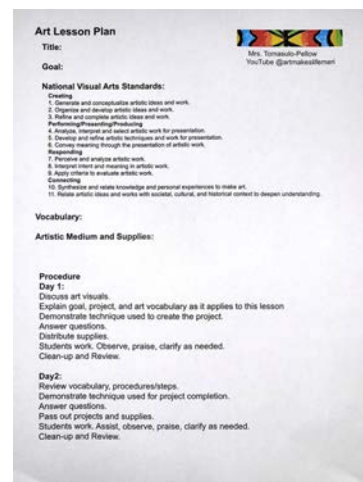 Art Lesson Plan
Title:
Mrs. Tomasulo-Pellow
YouTube @artmakeslifemeri
Goal:
National Visual Arts Standards:
Creating
1. Generate and conceptualize artistic ideas and work.
2. Organize and develop artistic ideas and work.
3. Refine and complete artistic ideas and work.
Performing/Presenting/Producing
4. Analyze, interpret and select artistic work for presentation.
5. Develop and refine artistic techniques and work for presentation.
6. Convey meaning through the presentation of artistic work.
Responding
7. Perceive and analyze artistic work.
8. Interpret intent and meaning in artistic work.
9. Apply criteria to evaluate artistic work.
Connecting
10. Synthesize and relate knowledge and personal experiences to make art.
11. Relate artistic ideas and works with societal, cultural, and historical context to deepen understanding.
Vocabulary:
Artistic Medium and Supplies:
Procedure
Day 1:
Discuss art visuals.
Explain goal, project, and art vocabulary as it applies to this lesson
Demonstrate technique used to create the project.
Answer questions.
Distribute supplies.
Students work. Observe, praise, clarify as needed.
Clean-up and Review.
Day2:
Review vocabulary, procedures/steps.
Demonstrate technique used for project completion.
Answer questions.
Pass out projects and supplies.
Students work. Assist, observe, praise, clarify as needed.
Clean-up and Review.